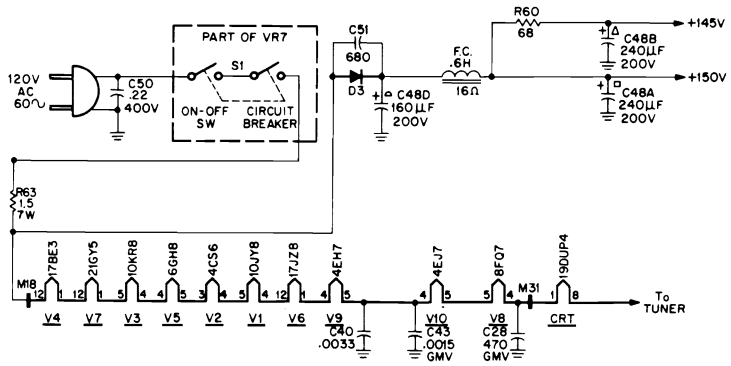 PART OF VR7
S1
ON-OFF
SW
CIRCUIT
BREAKER
120V
AC
60~
C50
.22
400V
C51
680
D3
+
C48D
160µF
200V
F.C.
.6H
16Ω
R60
68
+ Δ
C48B
240µF
200V
+145V
+150V
+ □
C48A
240µF
200V
R63
1.5
7W
M18
12 17BE3 1
V4
12 21GY5 1
V7
5 10KR8 4
V3
5 6GH8 4
V5
3 4CS6 4
V2
5 10JY8 4
V1
12 17JZ8 1
V6
4 4EH7 5
V9
C40
.0033
C43
.0015
GMV
4 4EJ7 5
V10
5 8FQ7 4
V8
C28
470
GMV
M31
1 19DUP4 8
CRT
To
TUNER